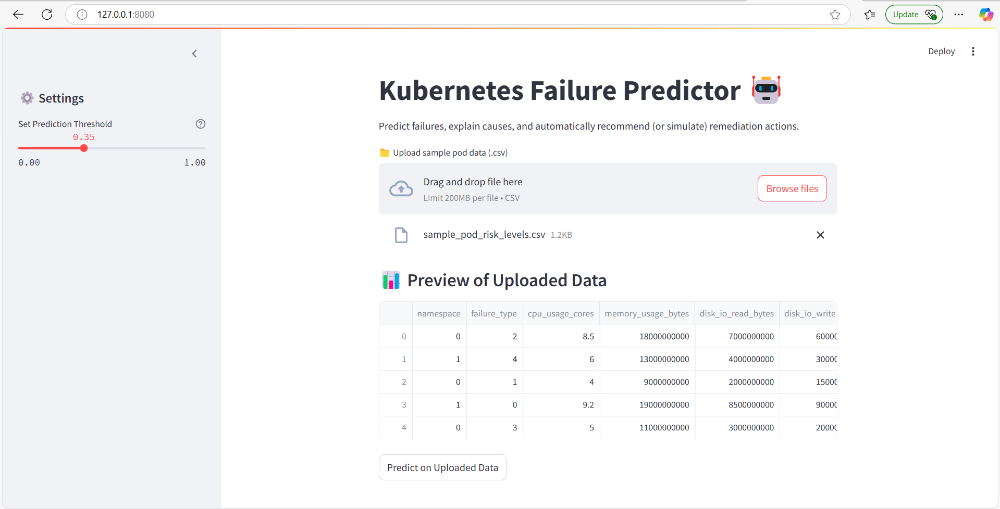 127.0.0.1:8080
Update
Deploy
Settings
Set Prediction Threshold
0.35
0.00 1.00
Kubernetes Failure Predictor
Predict failures, explain causes, and automatically recommend (or simulate) remediation actions.
Upload sample pod data (.csv)
Drag and drop file here
Limit 200MB per file • CSV
Browse files
sample_pod_risk_levels.csv 1.2KB
Preview of Uploaded Data
namespace failure_type cpu_usage_cores memory_usage_bytes disk_io_read_bytes disk_io_write_
0 0 2 8.5 18000000000 7000000000 60000
1 1 4 6 13000000000 4000000000 30000
2 0 1 4 9000000000 2000000000 15000
3 1 0 9.2 19000000000 8500000000 90000
4 0 3 5 11000000000 3000000000 20000
Predict on Uploaded Data